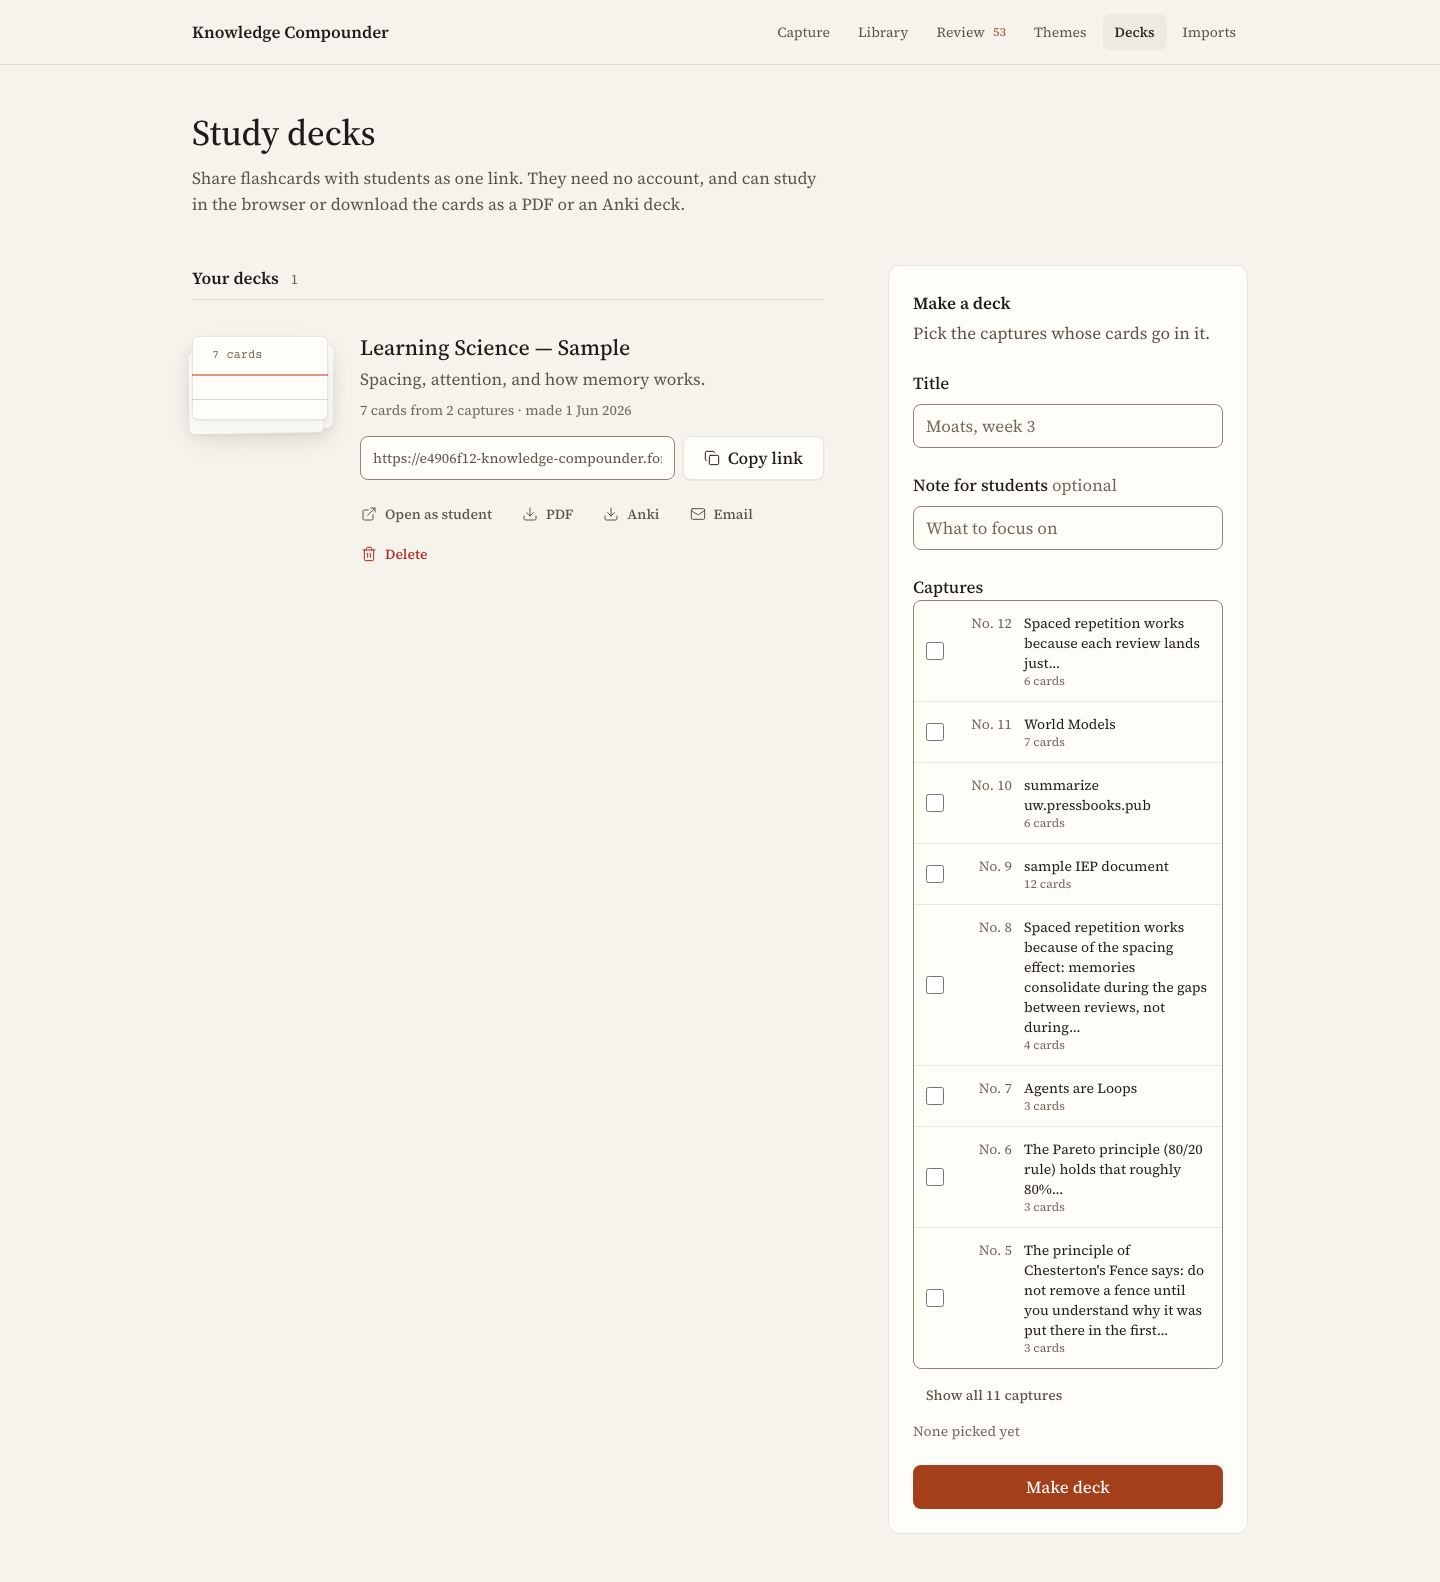 Knowledge Compounder
Capture
Library
Review 53
Themes
Decks
Imports
Study decks
Share flashcards with students as one link. They need no account, and can study
in the browser or download the cards as a PDF or an Anki deck.
Your decks 1
7 cards
Learning Science — Sample
Spacing, attention, and how memory works.
7 cards from 2 captures · made 1 Jun 2026
https://e4906f12-knowledge-compounder.for
Copy link
Open as student
PDF
Anki
Email
Delete
Make a deck
Pick the captures whose cards go in it.
Title
Moats, week 3
Note for students optional
What to focus on
Captures
No. 12 Spaced repetition works
because each review lands
just...
6 cards
No. 11 World Models
7 cards
No. 10 summarize
uw.pressbooks.pub
6 cards
No. 9 sample IEP document
12 cards
No. 8 Spaced repetition works
because of the spacing
effect: memories
consolidate during the gaps
between reviews, not
during...
4 cards
No. 7 Agents are Loops
3 cards
No. 6 The Pareto principle (80/20
rule) holds that roughly
80%...
3 cards
No. 5 The principle of
Chesterton's Fence says: do
not remove a fence until
you understand why it was
put there in the first...
3 cards
Show all 11 captures
None picked yet
Make deck